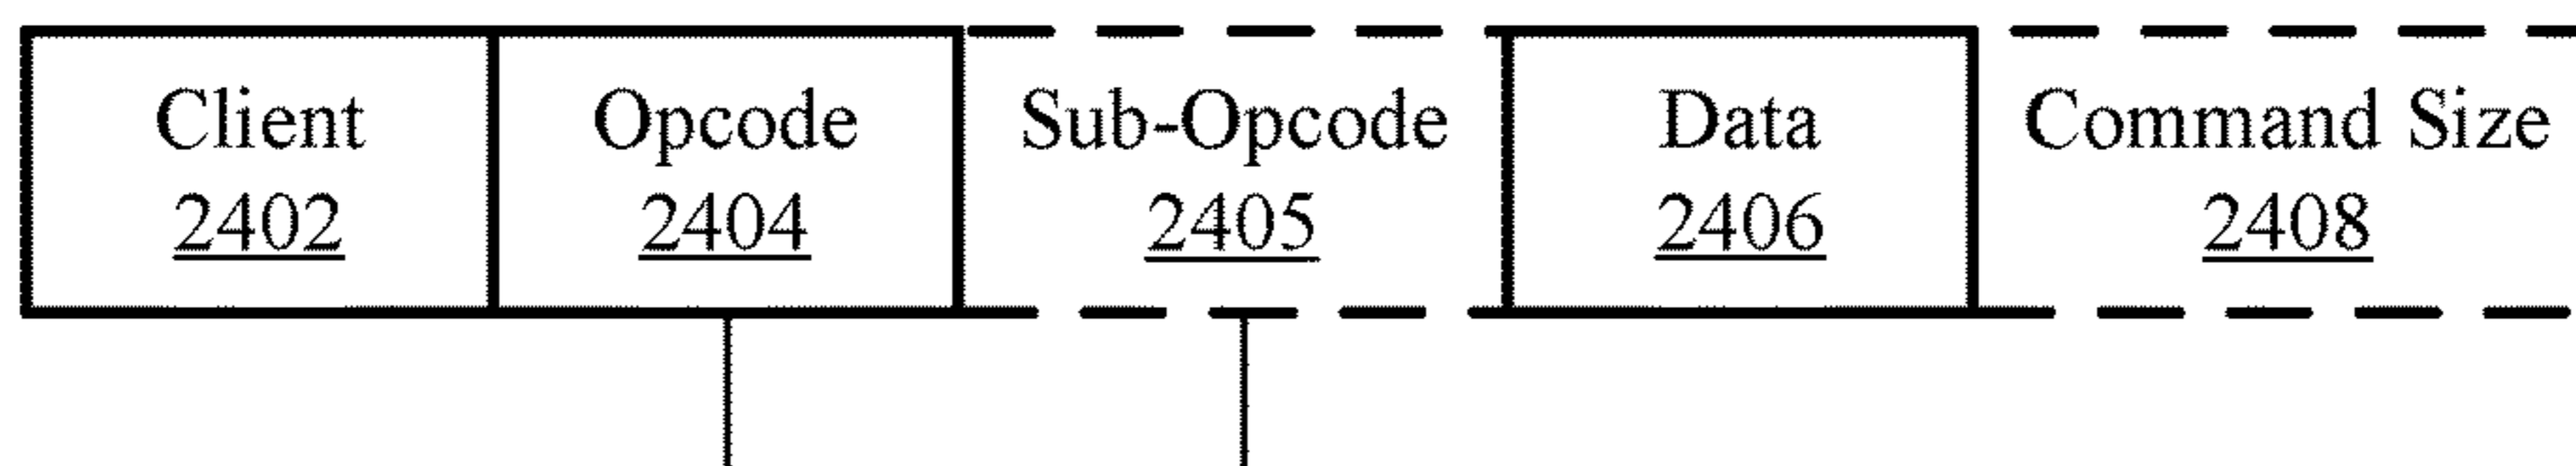 Client Opcode Sub-Opcode Data Command Size
2402 2404 2405 2406 2408